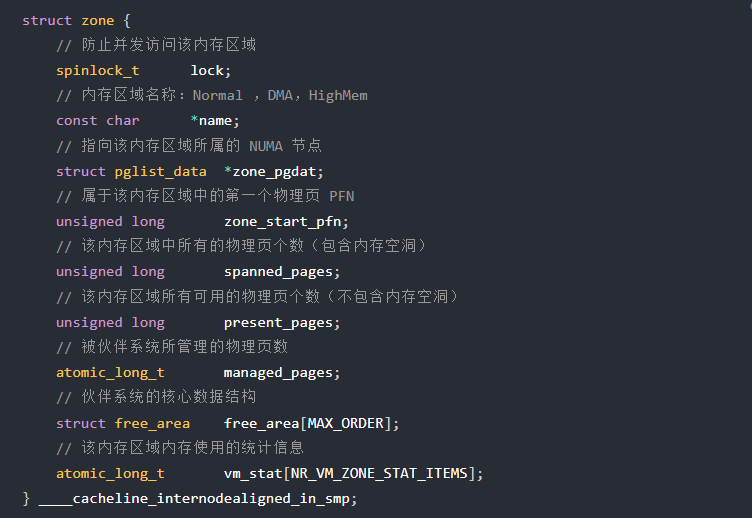 struct zone {
    // 防止并发访问该内存区域
    spinlock_t      lock;
    // 内存区域名称：Normal ，DMA，HighMem
    const char      *name;
    // 指向该内存区域所属的 NUMA 节点
    struct pglist_data  *zone_pgdat;
    // 属于该内存区域中的第一个物理页 PFN
    unsigned long       zone_start_pfn;
    // 该内存区域中所有的物理页个数（包含内存空洞）
    unsigned long       spanned_pages;
    // 该内存区域所有可用的物理页个数（不包含内存空洞）
    unsigned long       present_pages;
    // 被伙伴系统所管理的物理页数
    atomic_long_t       managed_pages;
    // 伙伴系统的核心数据结构
    struct free_area    free_area[MAX_ORDER];
    // 该内存区域内存使用的统计信息
    atomic_long_t       vm_stat[NR_VM_ZONE_STAT_ITEMS];
} ____cacheline_internodealigned_in_smp;